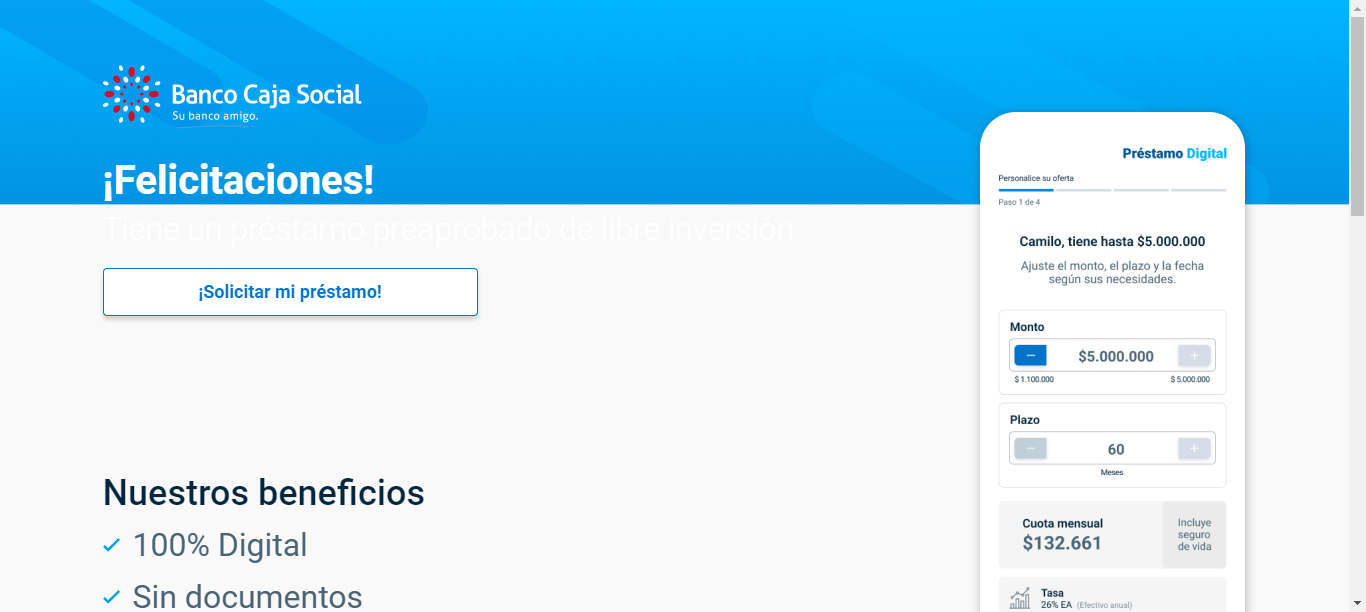 Banco Caja Social
Su banco amigo.
¡Felicitaciones!
Tiene un préstamo preaprobado de libre inversión
¡Solicitar mi préstamo!
Nuestros beneficios
100% Digital
Sin documentos
Préstamo Digital
Personalice su oferta
Paso 1 de 4
Camilo, tiene hasta $5.000.000
Ajuste el monto, el plazo y la fecha
según sus necesidades.
Monto
− $5.000.000 +
$ 1.100.000 $ 5.000.000
Plazo
− 60 +
Meses
Cuota mensual
$132.661
Incluye
seguro
de vida
Tasa
26% EA (Efectivo anual)